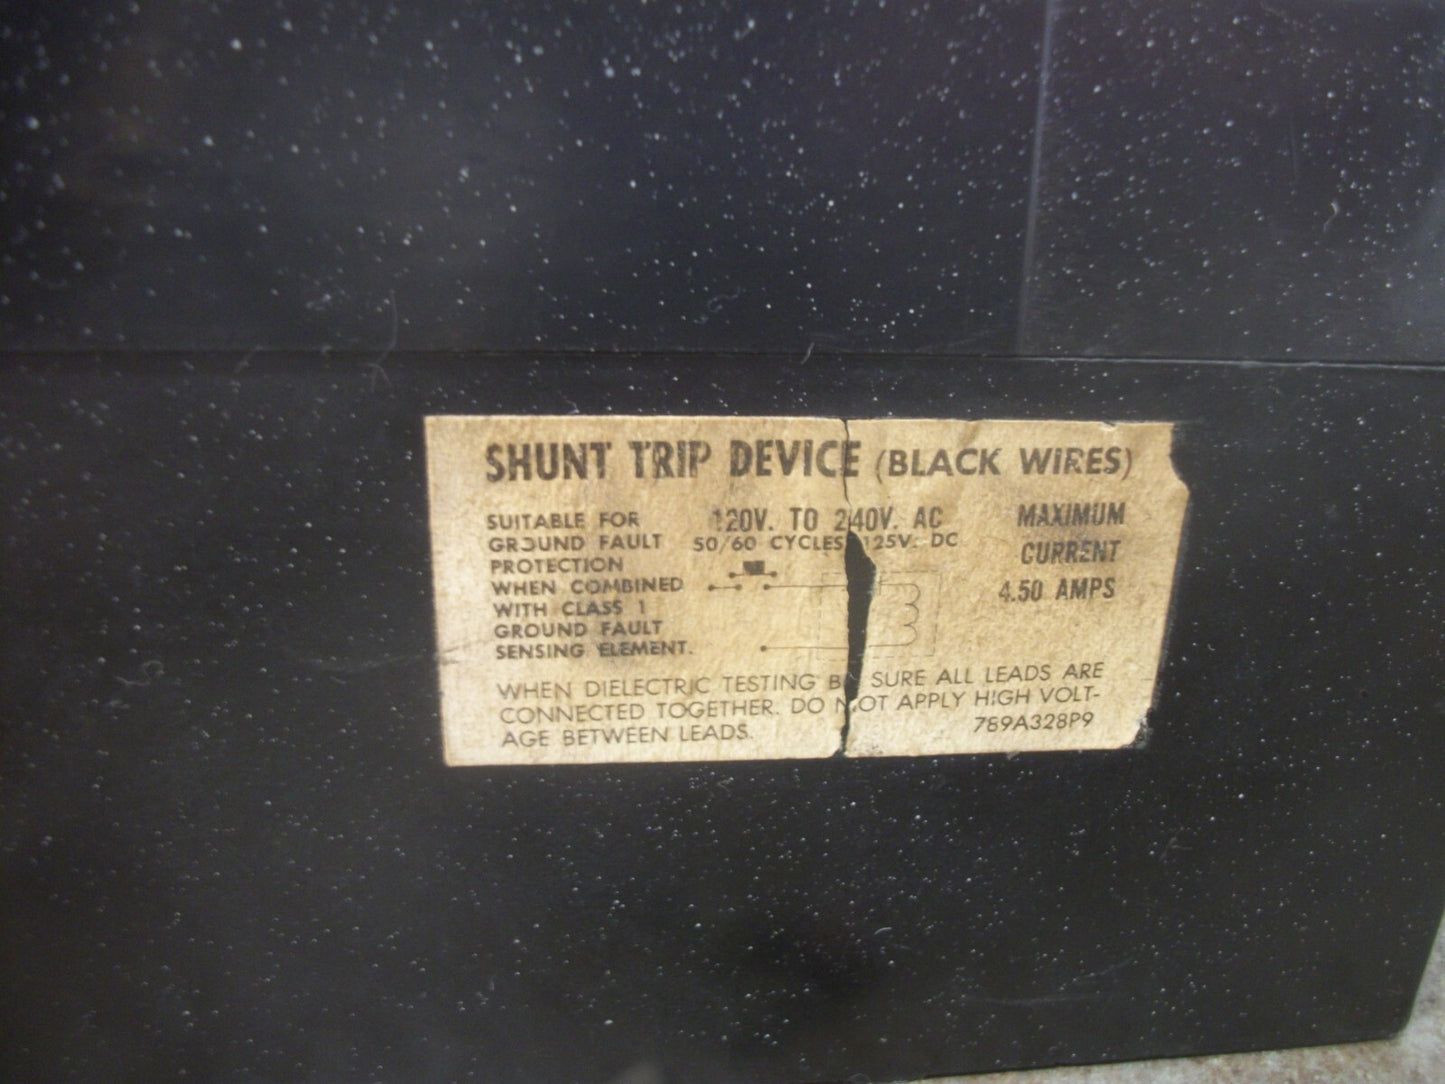 SHUNT TRIP DEVICE (BLACK WIRES)
SUITABLE FOR
GROUND FAULT
PROTECTION
WHEN COMBINED
WITH CLASS 1
GROUND FAULT
SENSING ELEMENT.
120V. TO 240V. AC
50/60 CYCLES 125V. DC
MAXIMUM
CURRENT
4.50 AMPS
WHEN DIELECTRIC TESTING BE SURE ALL LEADS ARE
CONNECTED TOGETHER. DO NOT APPLY HIGH VOLT-
AGE BETWEEN LEADS.
789A328P9